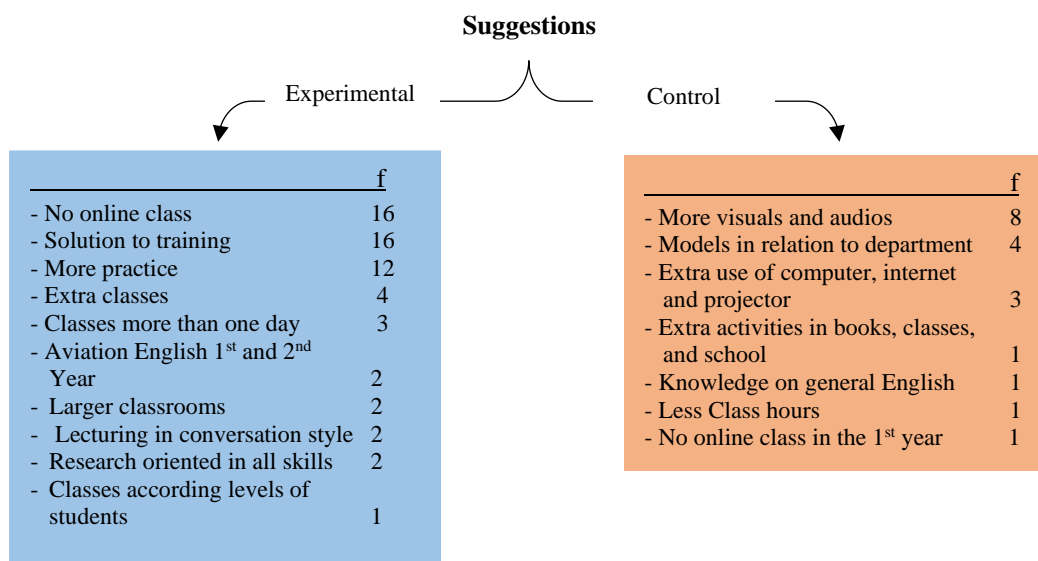 Suggestions
Experimental
Control
f
- No online class 16
- Solution to training 16
- More practice 12
- Extra classes 4
- Classes more than one day 3
- Aviation English 1st and 2nd
Year 2
- Larger classrooms 2
- Lecturing in conversation style 2
- Research oriented in all skills 2
- Classes according levels of
students 1
f
- More visuals and audios 8
- Models in relation to department 4
- Extra use of computer, internet
and projector 3
- Extra activities in books, classes,
and school 1
- Knowledge on general English 1
- Less Class hours 1
- No online class in the 1st year 1